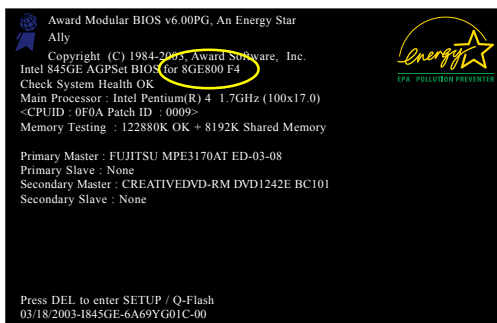 Award Modular BIOS v6.00PG, An Energy Star
Ally
Copyright (C) 1984-2003, Award Software, Inc.
Intel 845GE AGPSet BIOS for 8GE800 F4
Check System Health OK
Main Processor : Intel Pentium(R) 4 1.7GHz (100x17.0)
<CPUID : 0F0A Patch ID : 0009>
Memory Testing : 122880K OK + 8192K Shared Memory
Primary Master : FUJITSU MPE3170AT ED-03-08
Primary Slave : None
Secondary Master : CREATIVEDVD-RM DVD1242E BC101
Secondary Slave : None
Press DEL to enter SETUP / Q-Flash
03/18/2003-I845GE-6A69YG01C-00
energy
EPA POLLUTION PREVENTER